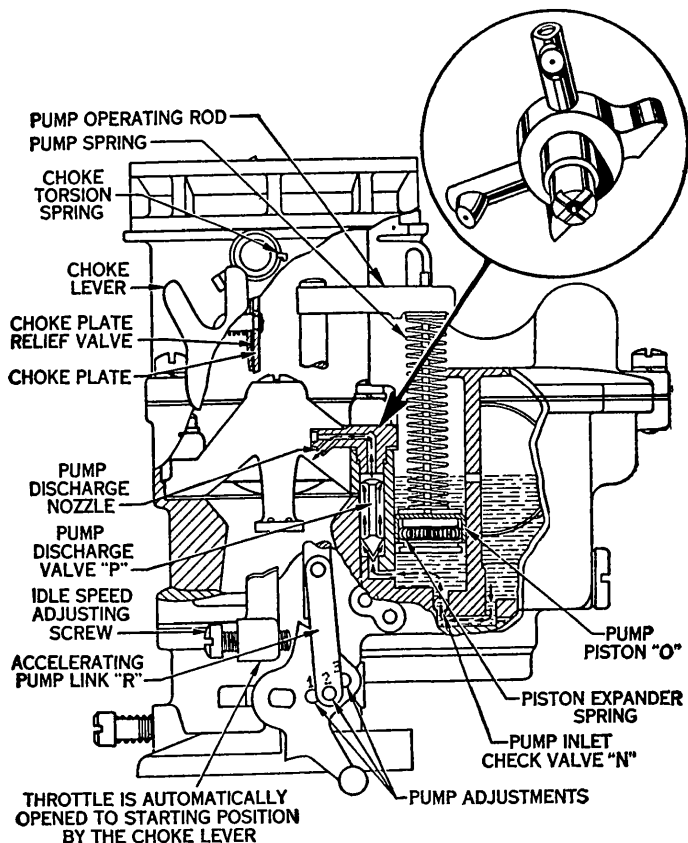 PUMP OPERATING ROD
PUMP SPRING
CHOKE
TORSION
SPRING
CHOKE
LEVER
CHOKE PLATE
RELIEF VALVE
CHOKE PLATE
PUMP
DISCHARGE
NOZZLE
PUMP
DISCHARGE
VALVE "P"
IDLE SPEED
ADJUSTING
SCREW
ACCELERATING
PUMP LINK "R"
1 2 3
THROTTLE IS AUTOMATICALLY
OPENED TO STARTING POSITION
BY THE CHOKE LEVER
PUMP
PISTON "O"
PISTON EXPANDER
SPRING
PUMP INLET
CHECK VALVE "N"
PUMP ADJUSTMENTS